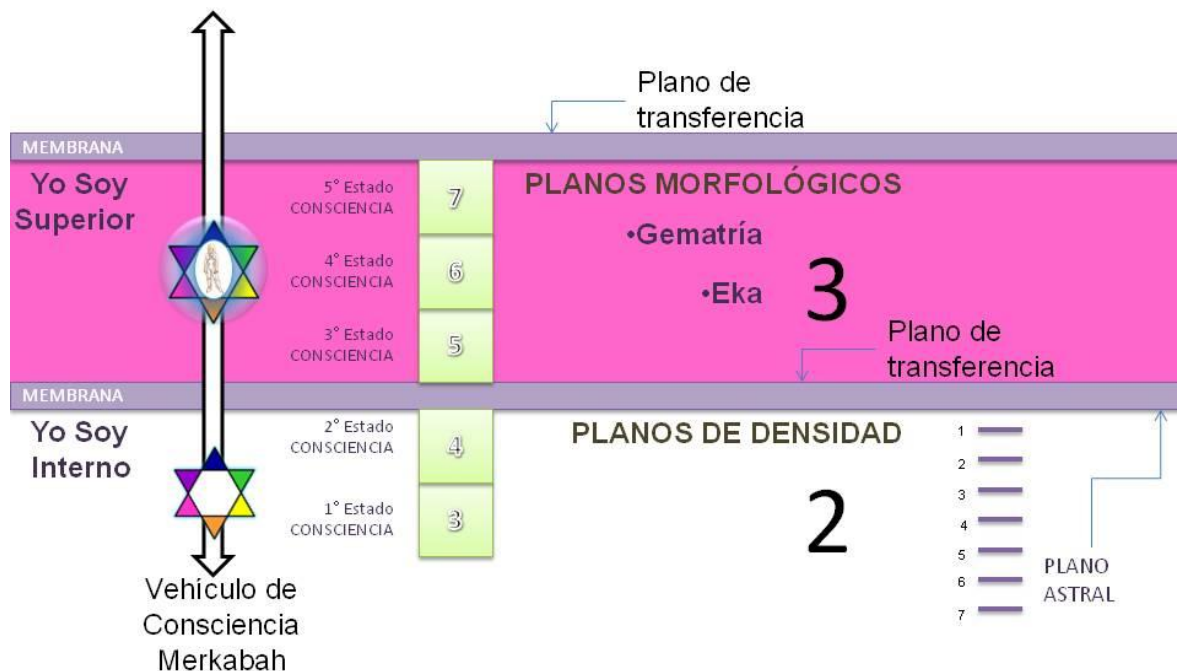 Plano de
transferencia
MEMBRANA
Yo Soy
Superior
5° Estado
CONSCIENCIA
7
PLANOS MORFOLÓGICOS
•Gematría
4° Estado
CONSCIENCIA
6
•Eka
3
3° Estado
CONSCIENCIA
5
Plano de
transferencia
MEMBRANA
Yo Soy
Interno
2° Estado
CONSCIENCIA
4
PLANOS DE DENSIDAD
1° Estado
CONSCIENCIA
3
2
1
2
3
4
5
6
7
PLANO
ASTRAL
Vehículo de
Consciencia
Merkabah